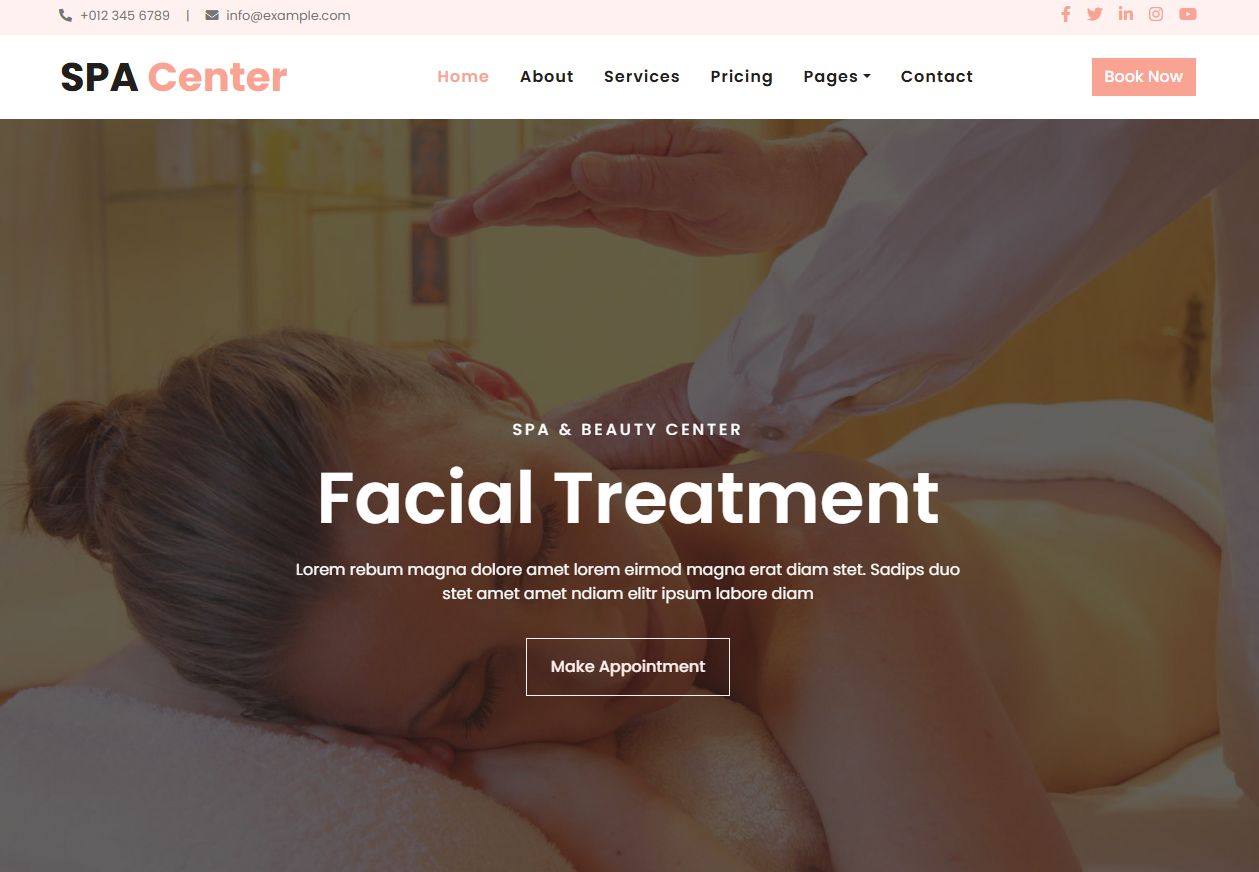 +012 345 6789 | info@example.com
SPA Center
Home About Services Pricing Pages Contact
Book Now
SPA & BEAUTY CENTER
Facial Treatment
Lorem rebum magna dolore amet lorem eirmod magna erat diam stet. Sadips duo
stet amet amet ndiam elitr ipsum labore diam
Make Appointment